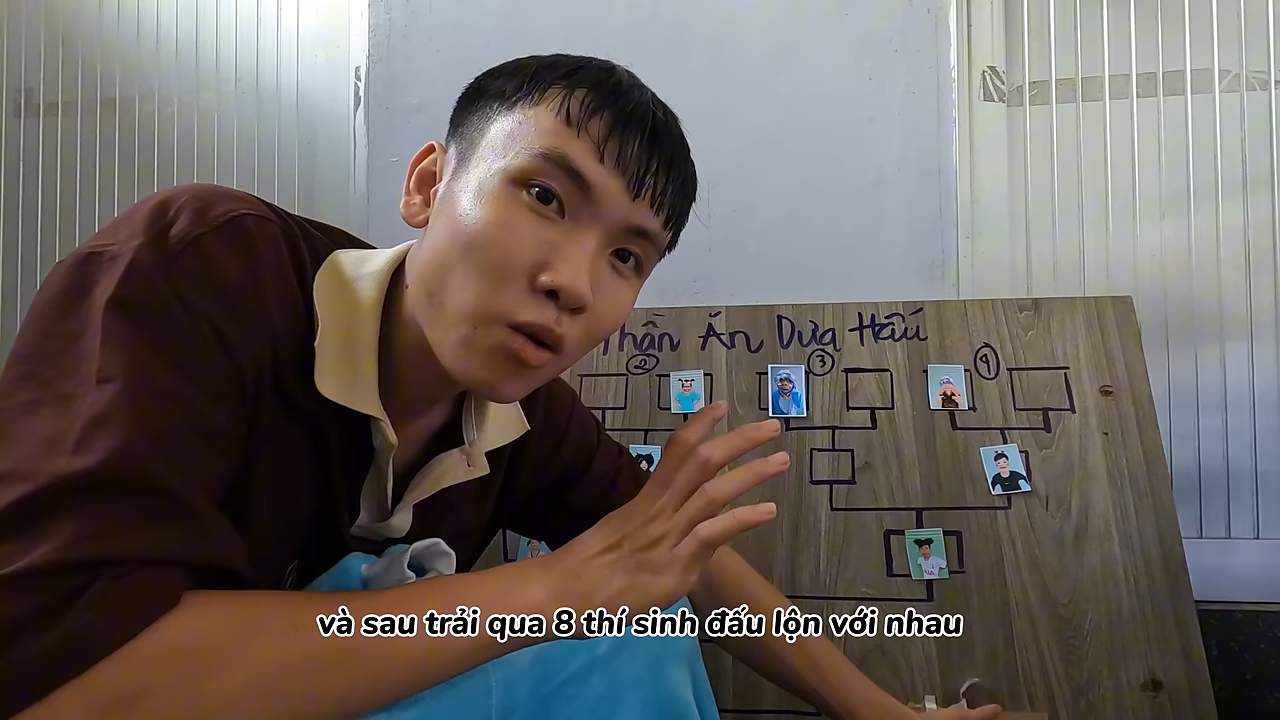 Thần Ăn Dưa Hấu
2
3
4
và sau trải qua 8 thí sinh đấu lộn với nhau